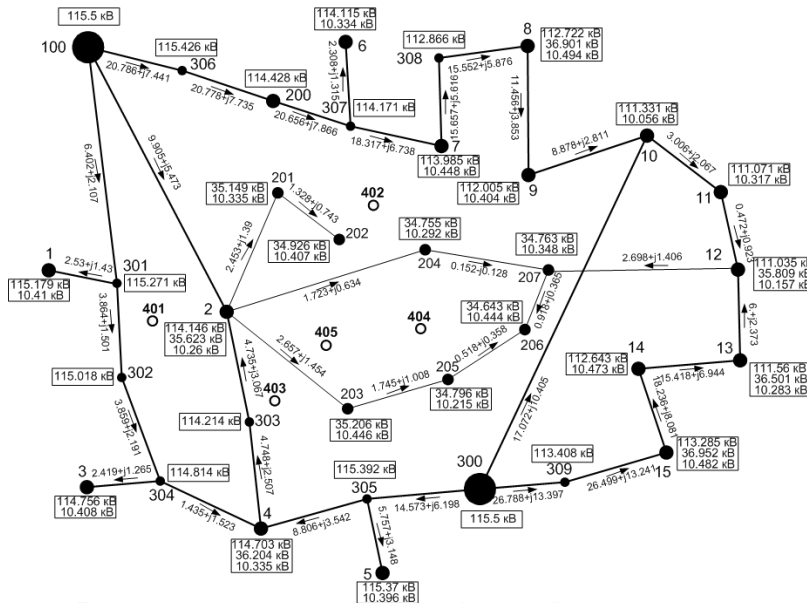 115.5 кВ
100
115.426 кВ
306
20.786+j7.441
114.428 кВ
200
20.778+j7.735
114.115 кВ
10.334 кВ
6
2.308+j1.315
307
114.171 кВ
20.656+j7.866
18.317+j6.738
112.866 кВ
308
15.552+j5.876
8
112.722 кВ
36.901 кВ
10.494 кВ
15.657+j5.616
7
113.985 кВ
10.448 кВ
11.456+j3.853
9
112.005 кВ
10.404 кВ
8.878+j2.811
111.331 кВ
10.056 кВ
10
3.006+j2.067
11
111.071 кВ
10.317 кВ
0.472+j0.923
12
111.035 кВ
35.809 кВ
10.157 кВ
6.402+j2.107
9.905+j5.473
201
35.149 кВ
10.335 кВ
1.328+j0.743
402
34.926 кВ
10.407 кВ
202
2.453+j1.39
34.755 кВ
10.292 кВ
204
0.152-j0.128
34.763 кВ
10.348 кВ
207
2.698+j1.406
1
115.179 кВ
10.41 кВ
2.53+j1.43
301
115.271 кВ
3.864+j1.501
401
2
114.146 кВ
35.623 кВ
10.26 кВ
1.723+j0.634
405
404
2.657+j1.454
34.643 кВ
10.444 кВ
206
0.918+j0.365
0.518+j0.358
115.018 кВ
302
3.859+j2.191
403
4.735+j3.067
114.214 кВ
303
203
35.206 кВ
10.446 кВ
1.745+j1.008
205
34.796 кВ
10.215 кВ
17.072+j10.405
14
112.643 кВ
10.473 кВ
15.418+j6.944
13
111.56 кВ
36.501 кВ
10.283 кВ
6.+j2.373
18.236+j8.081
15
113.285 кВ
36.952 кВ
10.482 кВ
3
114.756 кВ
10.408 кВ
2.419+j1.265
304
114.814 кВ
1.435+j1.523
4.748+j2.507
4
114.703 кВ
36.204 кВ
10.335 кВ
8.806+j3.542
115.392 кВ
305
5.757+j3.148
5
115.37 кВ
10.396 кВ
14.573+j6.198
300
115.5 кВ
26.788+j13.397
113.408 кВ
309
26.499+j13.241